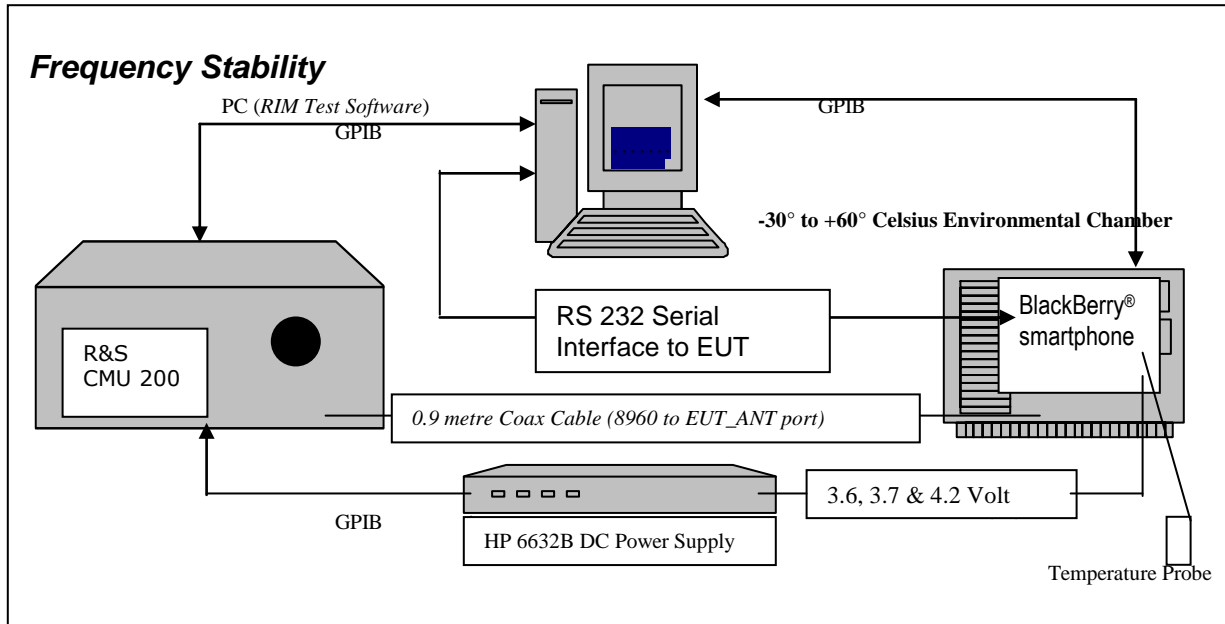 Frequency Stability
PC (RIM Test Software)
GPIB
GPIB
-30° to +60° Celsius Environmental Chamber
RS 232 Serial
Interface to EUT
BlackBerry®
smartphone
R&S
CMU 200
0.9 metre Coax Cable (8960 to EUT_ANT port)
3.6, 3.7 & 4.2 Volt
GPIB
HP 6632B DC Power Supply
Temperature Probe